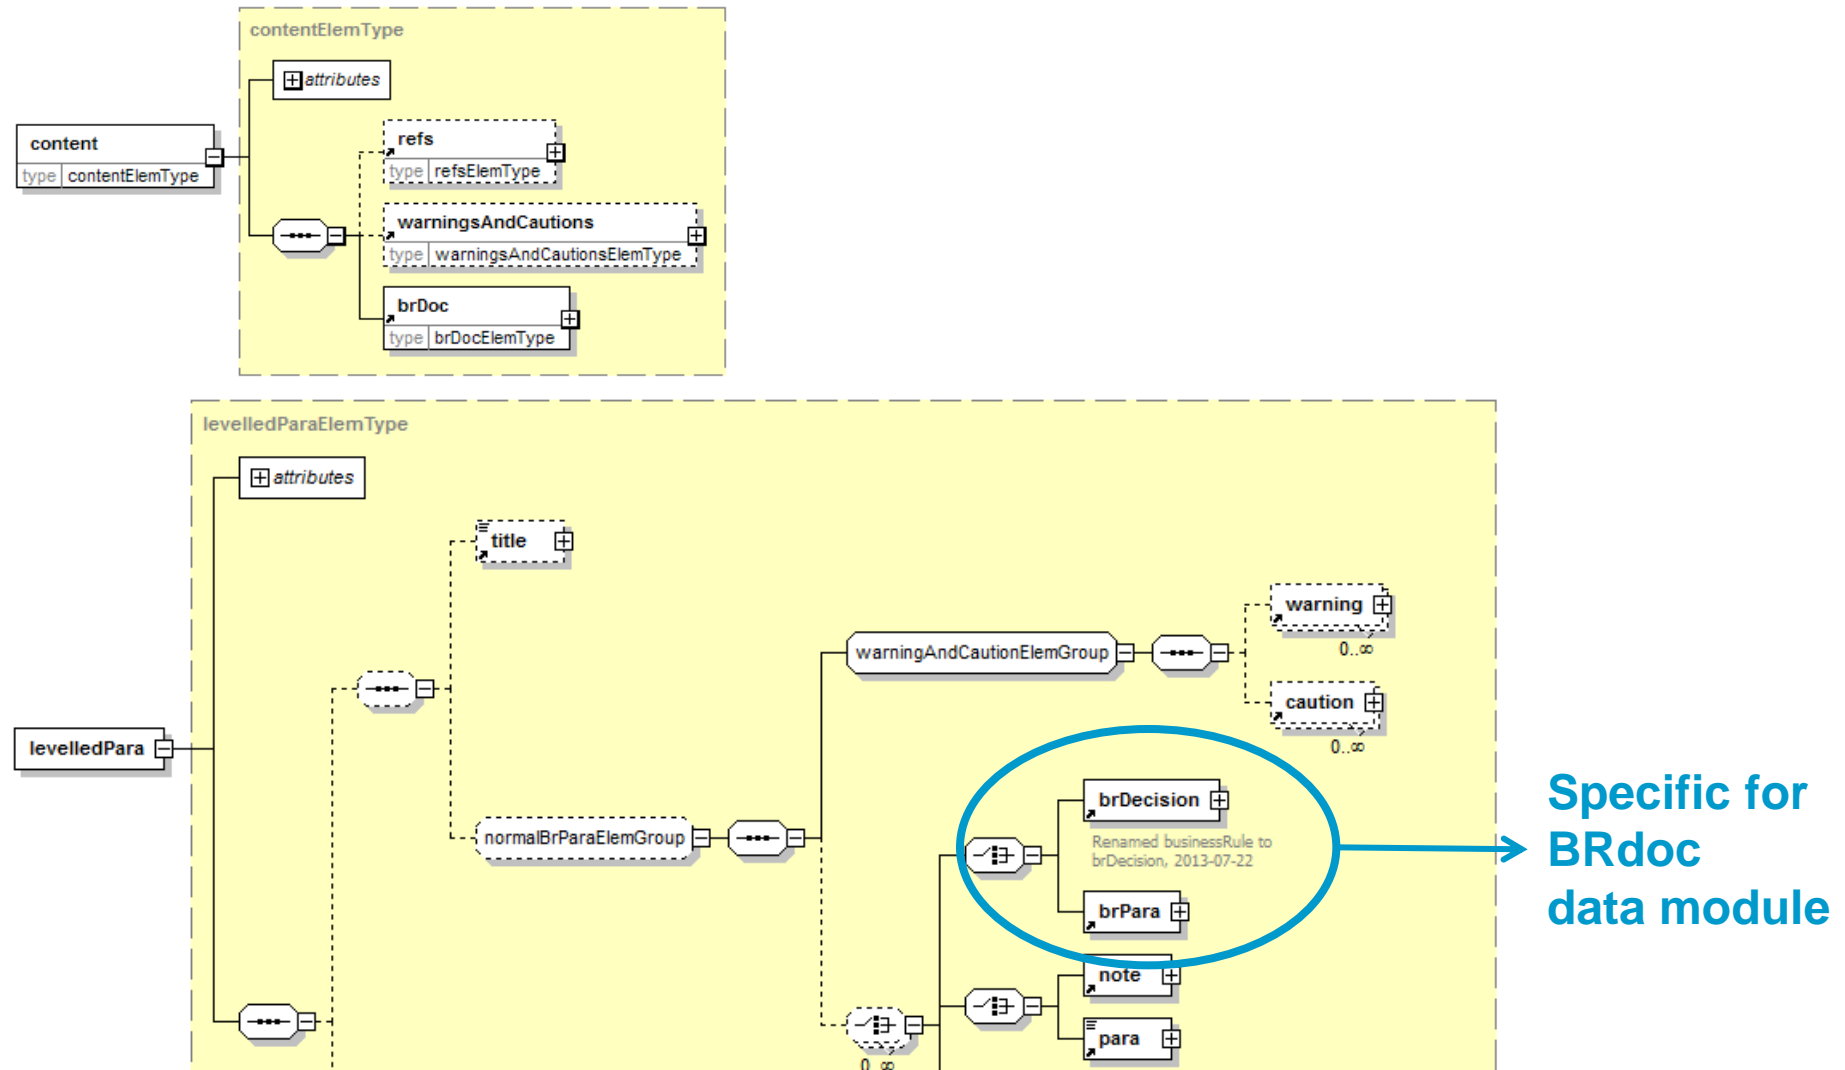 contentElemType
attributes
content
type contentElemType
refs
type refsElemType
warningsAndCautions
type warningsAndCautionsElemType
brDoc
type brDocElemType
levelledParaElemType
attributes
title
warning
0..∞
warningAndCautionElemGroup
caution
0..∞
levelledPara
normalBrParaElemGroup
brDecision
Renamed businessRule to
brDecision, 2013-07-22
brPara
Specific for
BRdoc
data module
note
para
0..∞